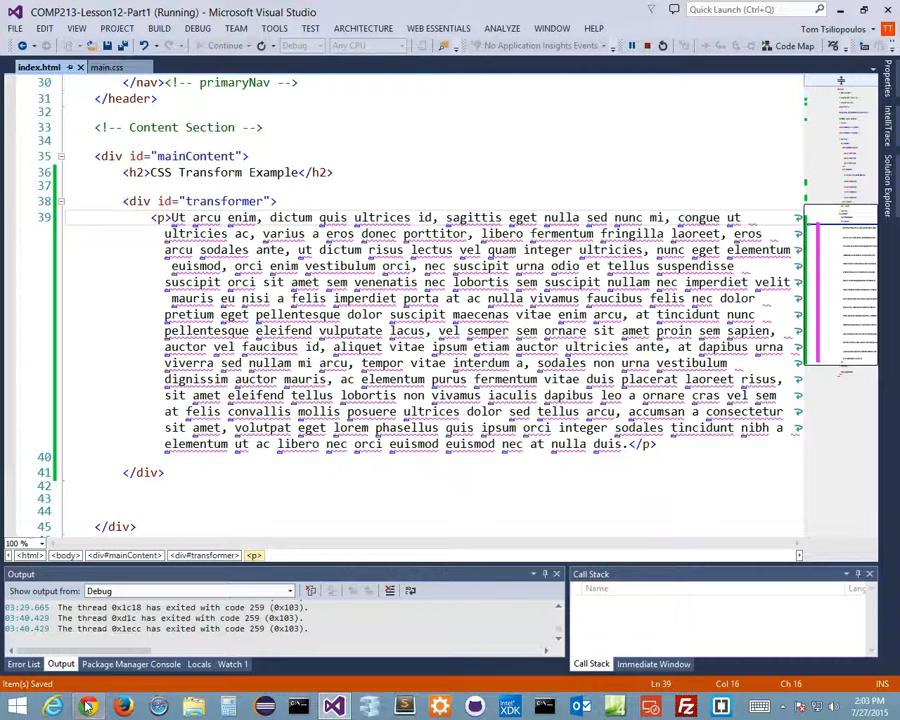 COMP213-Lesson12-Part1 (Running) - Microsoft Visual Studio
Quick Launch (Ctrl+Q)
FILE EDIT VIEW PROJECT BUILD DEBUG TEAM TOOLS TEST ARCHITECTURE WEB ESSENTIALS ANALYZE WINDOW HELP
Tom Tsiliopoulos TT
Continue Debug Any CPU No Application Insights Events Code Map
index.html main.css
30 </nav><!-- primaryNav -->
31 </header>
32
33 <!-- Content Section -->
34
35 <div id="mainContent">
36 <h2>CSS Transform Example</h2>
37
38 <div id="transformer">
39 <p>Ut arcu enim, dictum quis ultrices id, sagittis eget nulla sed nunc mi, congue ut
ultricies ac, varius a eros donec porttitor, libero fermentum fringilla laoreet, eros
arcu sodales ante, ut dictum risus lectus vel quam integer ultricies, nunc eget elementum
euismod, orci enim vestibulum orci, nec suscipit urna odio et tellus suspendisse
suscipit orci sit amet sem venenatis nec lobortis sem suscipit nullam nec imperdiet velit
mauris eu nisi a felis imperdiet porta at ac nulla vivamus faucibus felis nec dolor
pretium eget pellentesque dolor suscipit maecenas vitae enim arcu, at tincidunt nunc
pellentesque eleifend vulputate lacus, vel semper sem ornare sit amet proin sem sapien,
auctor vel faucibus id, aliquet vitae ipsum etiam auctor ultricies ante, at dapibus urna
viverra sed nullam mi arcu, tempor vitae interdum a, sodales non urna vestibulum
dignissim auctor mauris, ac elementum purus fermentum vitae duis placerat laoreet risus,
sit amet eleifend tellus lobortis non vivamus iaculis dapibus leo a ornare cras vel sem
at felis convallis mollis posuere ultrices dolor sed tellus arcu, accumsan a consectetur
sit amet, volutpat eget lorem phasellus quis ipsum orci integer sodales tincidunt nibh a
elementum ut ac libero nec orci euismod euismod nec at nulla duis.</p>
40
41 </div>
42
43
44
45 </div>
Properties
IntelliTrace
Solution Explorer
100 %
<html> <body> <div#mainContent> <div#transformer> <p>
Output
Show output from: Debug
03:29.665 The thread 0x1c18 has exited with code 259 (0x103).
03:40.429 The thread 0xd1c has exited with code 259 (0x103).
03:40.429 The thread 0x1ecc has exited with code 259 (0x103).
Call Stack
Name Lang
Error List Output Package Manager Console Locals Watch 1
Call Stack Immediate Window
Item(s) Saved Ln 39 Col 16 Ch 16 INS
INTEL XDK
2:03 PM
7/27/2015